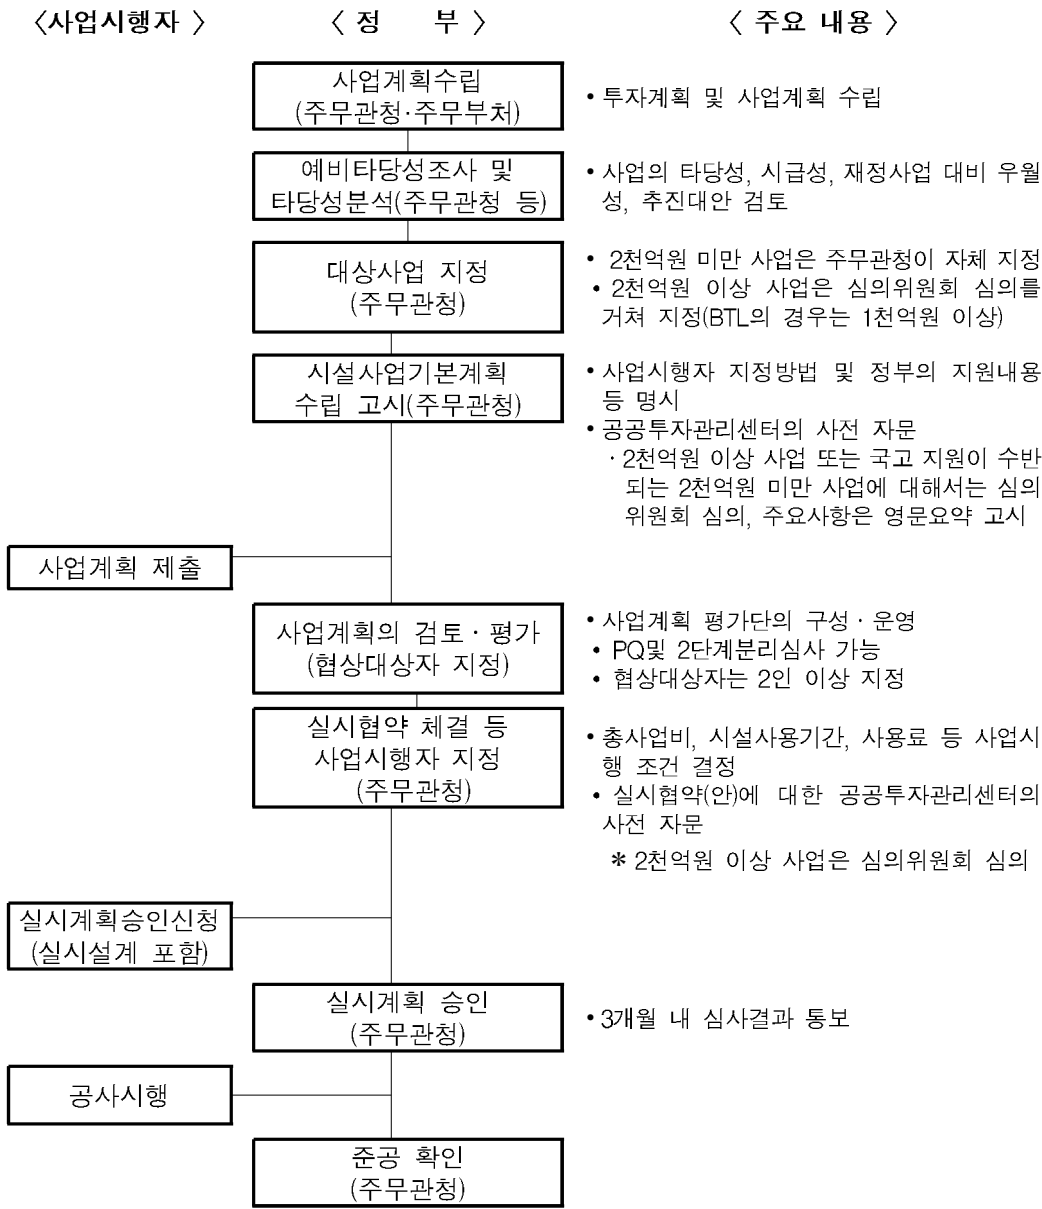 〈사업시행자 〉 〈 정 부 〉 〈 주요 내용 〉
사업계획수립
(주무관청·주무부처)
• 투자계획 및 사업계획 수립
예비타당성조사 및
타당성분석(주무관청 등)
• 사업의 타당성, 시급성, 재정사업 대비 우월
성, 추진대안 검토
대상사업 지정
(주무관청)
• 2천억원 미만 사업은 주무관청이 자체 지정
• 2천억원 이상 사업은 심의위원회 심의를
거쳐 지정(BTL의 경우는 1천억원 이상)
시설사업기본계획
수립 고시(주무관청)
• 사업시행자 지정방법 및 정부의 지원내용
등 명시
• 공공투자관리센터의 사전 자문
· 2천억원 이상 사업 또는 국고 지원이 수반
되는 2천억원 미만 사업에 대해서는 심의
위원회 심의, 주요사항은 영문요약 고시
사업계획 제출
사업계획의 검토· 평가
(협상대상자 지정)
• 사업계획 평가단의 구성 · 운영
• PQ및 2단계분리심사 가능
• 협상대상자는 2인 이상 지정
실시협약 체결 등
사업시행자 지정
(주무관청)
• 총사업비, 시설사용기간, 사용료 등 사업시
행 조건 결정
• 실시협약(안)에 대한 공공투자관리센터의
사전 자문
* 2천억원 이상 사업은 심의위원회 심의
실시계획승인신청
(실시설계 포함)
실시계획 승인
(주무관청)
• 3개월 내 심사결과 통보
공사시행
준공 확인
(주무관청)